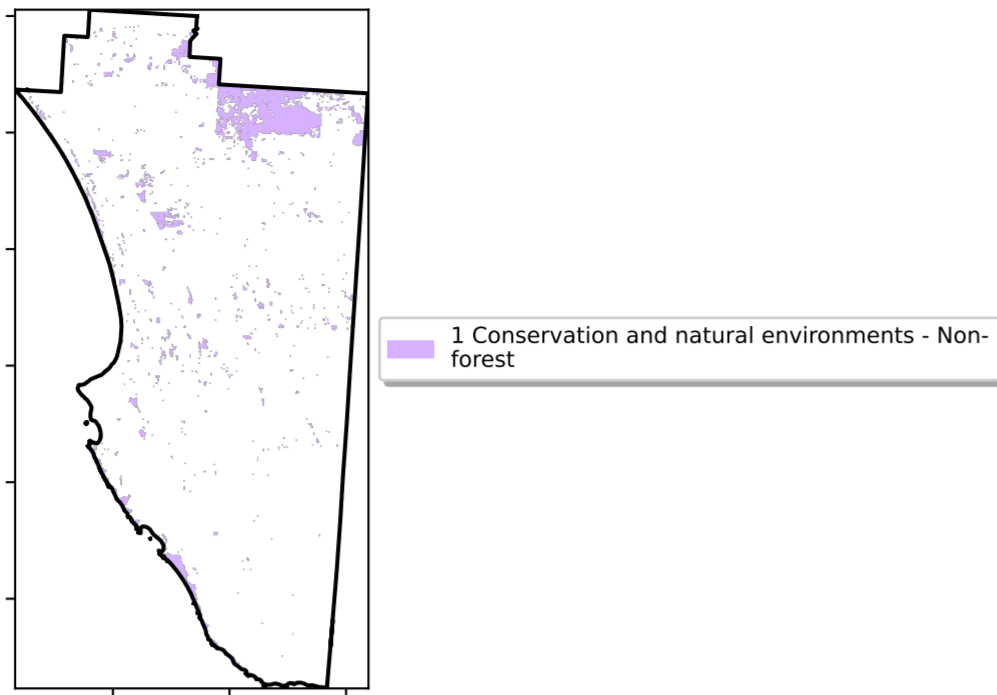 1 Conservation and natural environments - Non-
forest